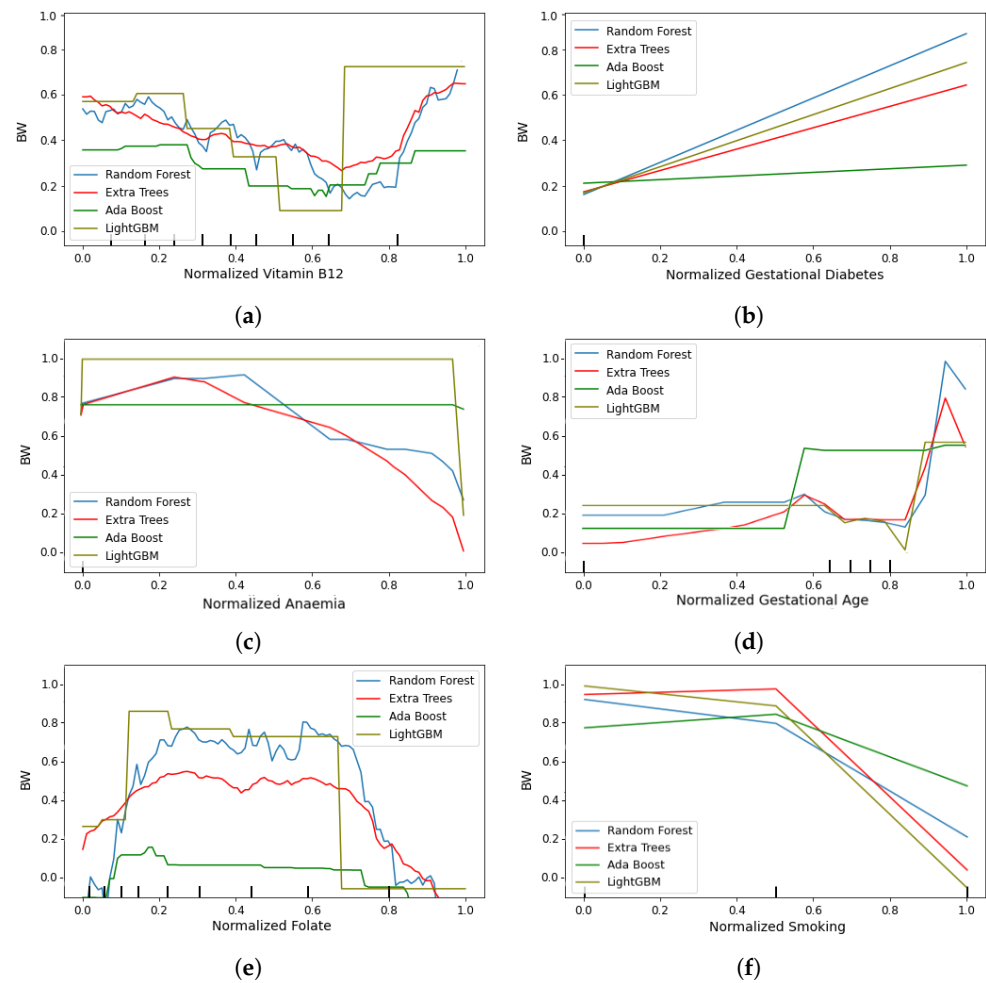 1.0
0.8
0.6
0.4
0.2
0.0
BW
Random Forest
Extra Trees
Ada Boost
LightGBM
0.0 0.2 0.4 0.6 0.8 1.0
Normalized Vitamin B12
(a)
1.0
0.8
0.6
0.4
0.2
0.0
BW
Random Forest
Extra Trees
Ada Boost
LightGBM
0.0 0.2 0.4 0.6 0.8 1.0
Normalized Gestational Diabetes
(b)
1.0
0.8
0.6
0.4
0.2
0.0
BW
Random Forest
Extra Trees
Ada Boost
LightGBM
0.0 0.2 0.4 0.6 0.8 1.0
Normalized Anaemia
(c)
1.0
0.8
0.6
0.4
0.2
0.0
BW
Random Forest
Extra Trees
Ada Boost
LightGBM
0.0 0.2 0.4 0.6 0.8 1.0
Normalized Gestational Age
(d)
1.0
0.8
0.6
0.4
0.2
0.0
BW
Random Forest
Extra Trees
Ada Boost
LightGBM
0.0 0.2 0.4 0.6 0.8 1.0
Normalized Folate
(e)
1.0
0.8
0.6
0.4
0.2
0.0
BW
Random Forest
Extra Trees
Ada Boost
LightGBM
0.0 0.2 0.4 0.6 0.8 1.0
Normalized Smoking
(f)